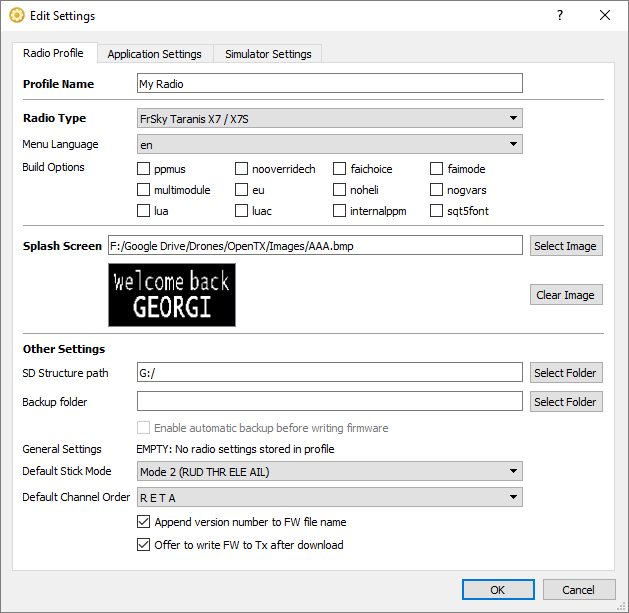 Edit Settings ?
Radio Profile Application Settings Simulator Settings
Profile Name My Radio
Radio Type FrSky Taranis X7 / X7S
Menu Language en
Build Options ppmus nooverridech faichoice faimode
multimodule eu noheli nogvars
lua luac internalppm sqt5font
Splash Screen F:/Google Drive/Drones/OpenTX/Images/AAA.bmp Select Image
welcome back
GEORGI
Clear Image
Other Settings
SD Structure path G:/ Select Folder
Backup folder Select Folder
Enable automatic backup before writing firmware
General Settings EMPTY: No radio settings stored in profile
Default Stick Mode Mode 2 (RUD THR ELE AIL)
Default Channel Order R E T A
Append version number to FW file name
Offer to write FW to Tx after download
OK Cancel